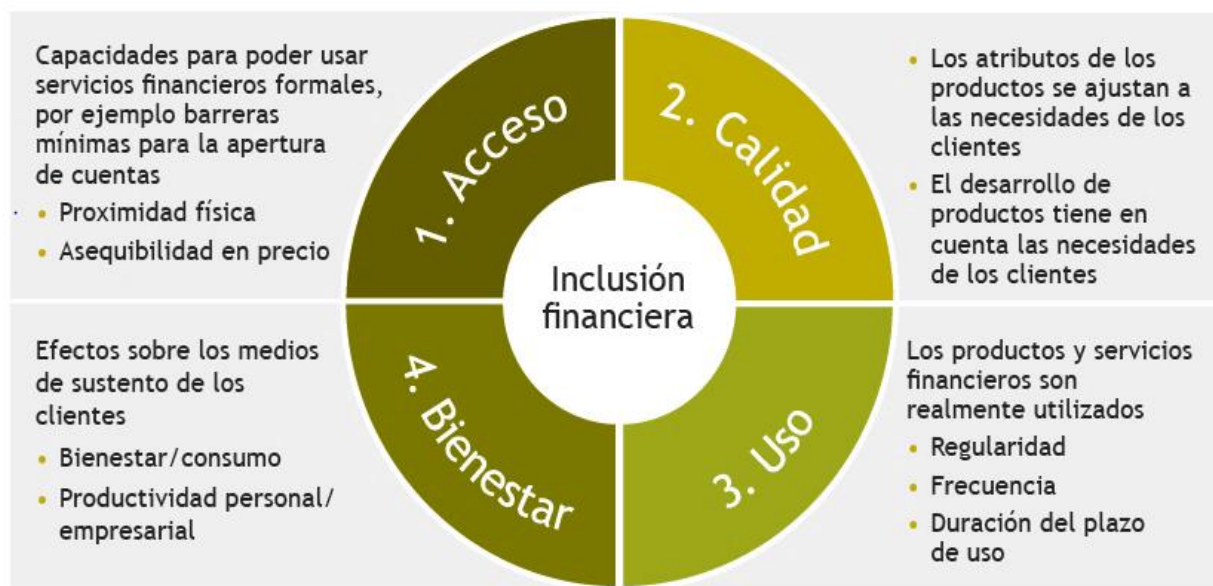 Capacidades para poder usar
servicios financieros formales,
por ejemplo barreras
mínimas para la apertura
de cuentas
• Proximidad física
• Asequibilidad en precio
1. Acceso
2. Calidad
• Los atributos de los
productos se ajustan a
las necesidades de los
clientes
• El desarrollo de
productos tiene en
cuenta las necesidades
de los clientes
Inclusión
financiera
Efectos sobre los medios
de sustento de los
clientes
• Bienestar/consumo
• Productividad personal/
empresarial
4. Bienestar
3. Uso
Los productos y servicios
financieros son
realmente utilizados
• Regularidad
• Frecuencia
• Duración del plazo
de uso